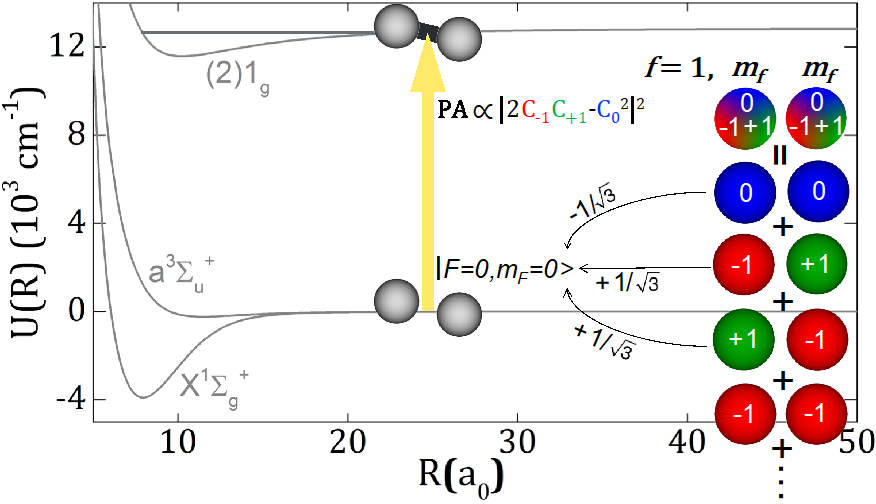 12
8
4
0
-4
U(R) (10³ cm⁻¹)
10
20
30
40
50
R(a₀)
(2)1g
a³Σᵤ⁺
X¹Σg⁺
PA ∝ |2C₋₁C₊₁-C₀²|²
|F=0,mF=0>
-1/√3
+1/√3
+1/√3
f=1, mf mf
0 -1 +1 0 -1 +1
=
0 0
+
-1 +1
+
+1 -1
+
-1 -1
+
⋮